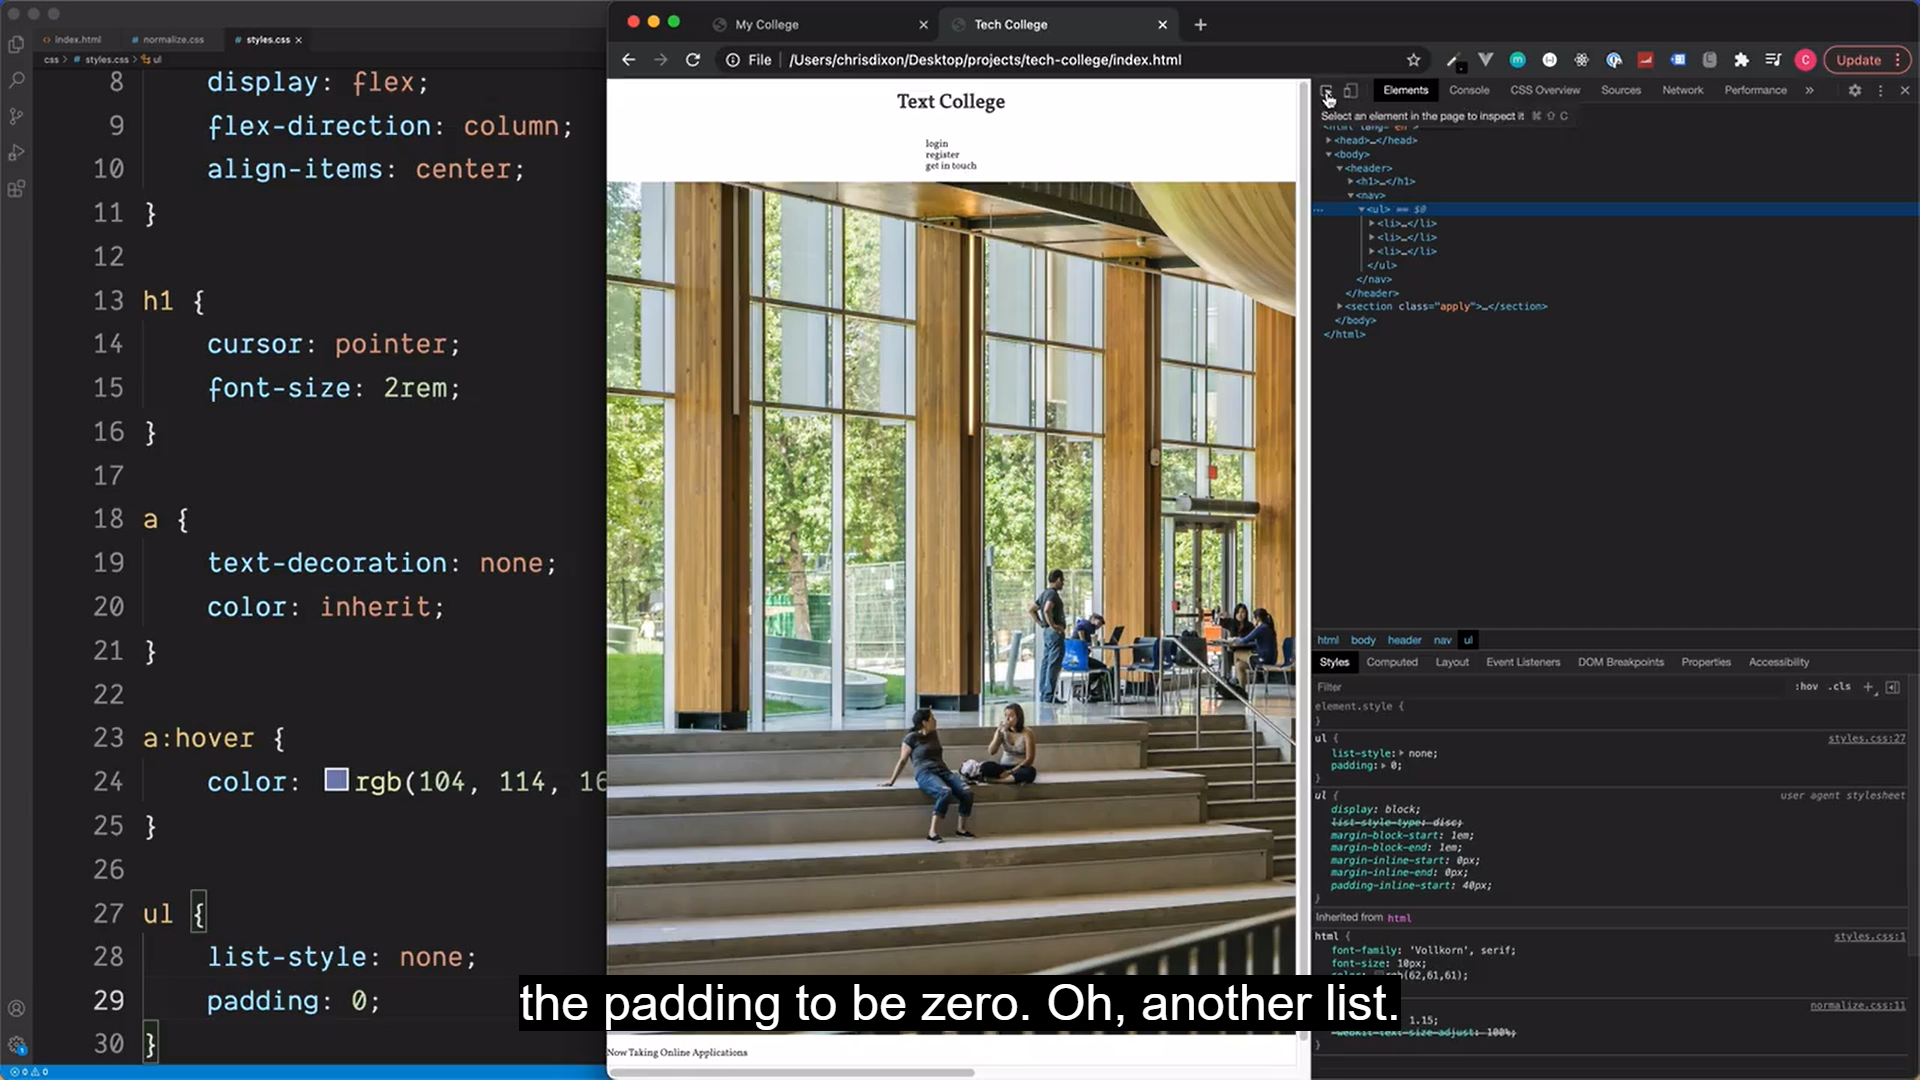 index.html
normalize.css
styles.css
css > # styles.css > ul
8 display: flex;
9 flex-direction: column;
10 align-items: center;
11 }
12
13 h1 {
14 cursor: pointer;
15 font-size: 2rem;
16 }
17
18 a {
19 text-decoration: none;
20 color: inherit;
21 }
22
23 a:hover {
24 color: rgb(104, 114, 16
25 }
26
27 ul {
28 list-style: none;
29 padding: 0;
30 }
0 0
My College
Tech College
File /Users/chrisdixon/Desktop/projects/tech-college/index.html
C
Update
Text College
login
register
get in touch
Now Taking Online Applications
Elements Console CSS Overview Sources Network Performance »
Select an element in the page to inspect it ⌘ ⇧ C
<html lang="en">
<head>…</head>
<body>
<header>
<h1>…</h1>
<nav>
<ul> == $0
<li>…</li>
<li>…</li>
<li>…</li>
</ul>
</nav>
</header>
<section class="apply">…</section>
</body>
</html>
html body header nav ul
Styles Computed Layout Event Listeners DOM Breakpoints Properties Accessibility
Filter :hov .cls +
element.style {
}
ul { styles.css:27
list-style: none;
padding: 0;
}
ul { user agent stylesheet
display: block;
list-style-type: disc;
margin-block-start: 1em;
margin-block-end: 1em;
margin-inline-start: 0px;
margin-inline-end: 0px;
padding-inline-start: 40px;
}
Inherited from html
html { styles.css:1
font-family: 'Vollkorn', serif;
font-size: 10px;
color: rgb(62,61,61);
normalize.css:11
1.15;
-webkit-text-size-adjust: 100%;
}
the padding to be zero. Oh, another list.